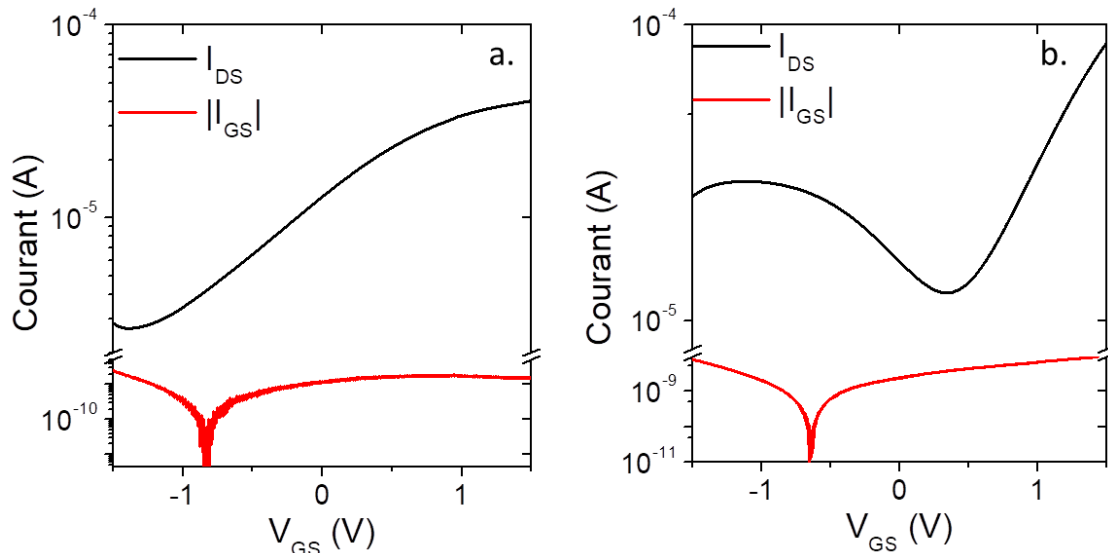 a.
I_DS
|I_GS|
Courant (A)
10^-4
10^-5
10^-10
-1 0 1
V_GS (V)
b.
I_DS
|I_GS|
Courant (A)
10^-4
10^-5
10^-9
10^-11
-1 0 1
V_GS (V)